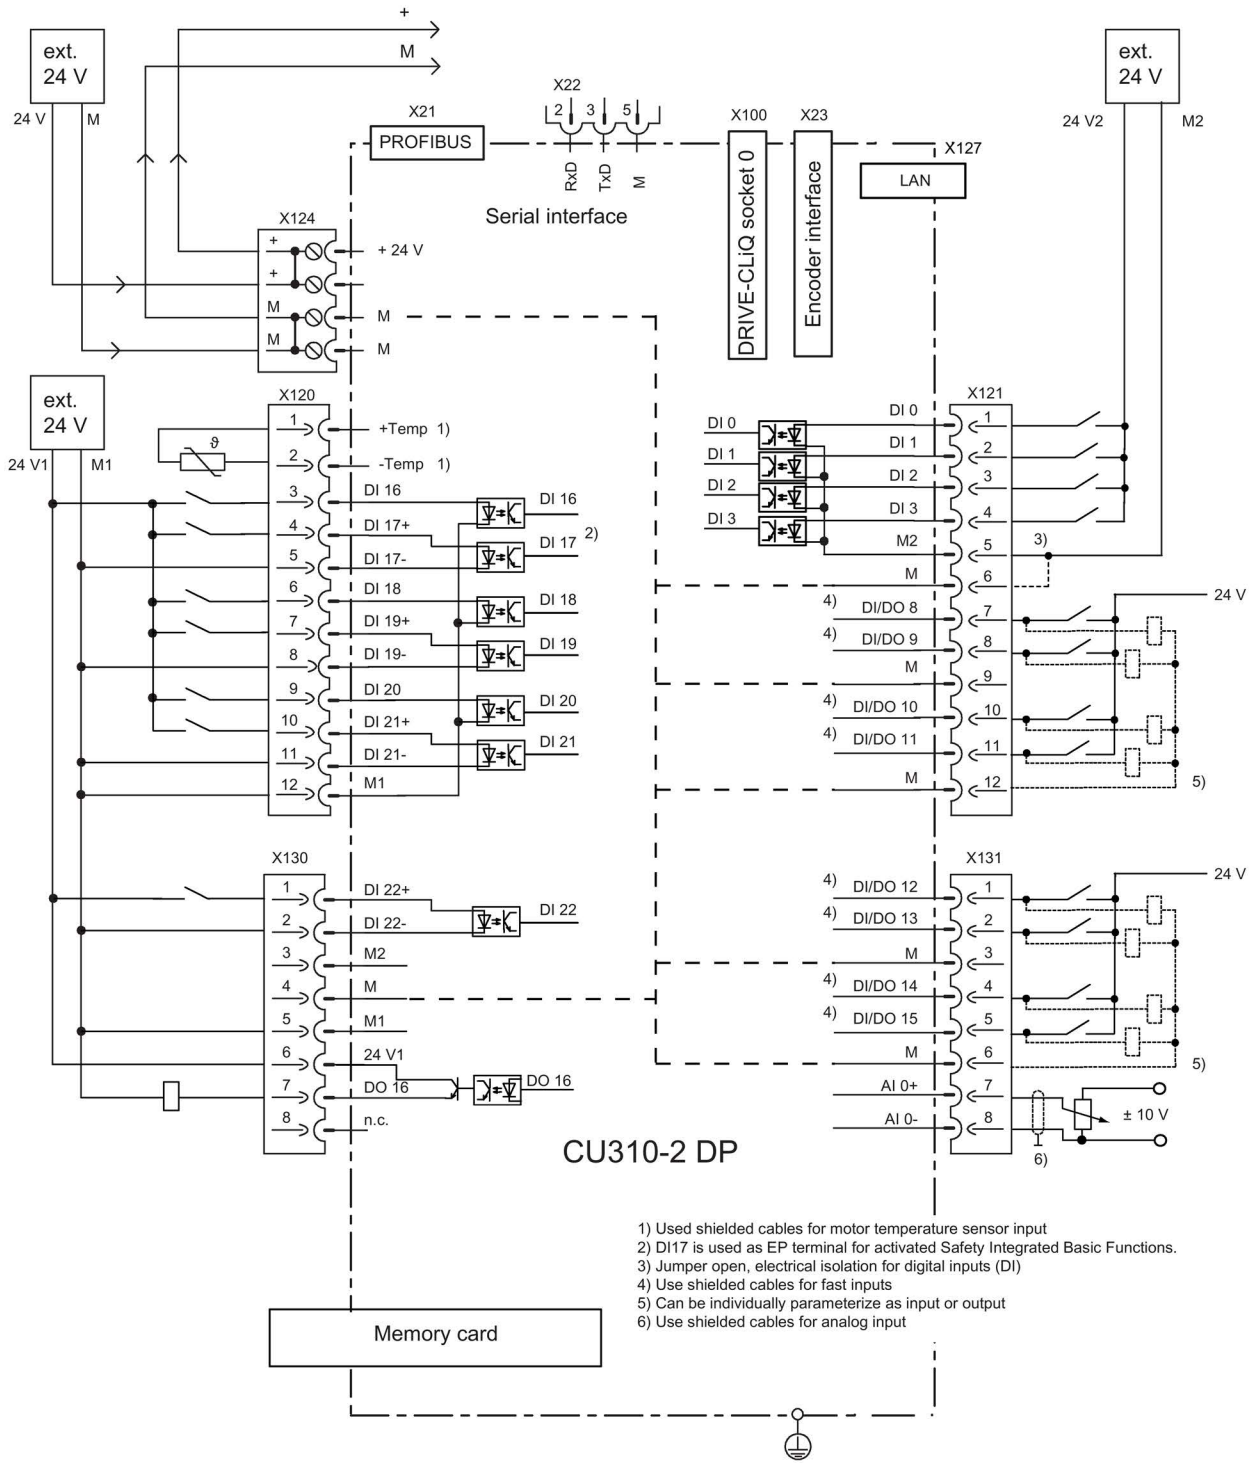 +
M
ext.
24 V
24 V
M
ext.
24 V
24 V2
M2
X22
2 3 5
RxD
TxD
M
Serial interface
X21
PROFIBUS
X100
DRIVE-CLiQ socket 0
X23
Encoder interface
X127
LAN
X124
+
+ 24 V
+
M
M
M
M
ext.
24 V
24 V1
M1
X120
ϑ
1
+Temp 1)
2
-Temp 1)
3
DI 16
DI 16
4
DI 17+
DI 17 2)
5
DI 17-
6
DI 18
DI 18
7
DI 19+
DI 19
8
DI 19-
9
DI 20
DI 20
10
DI 21+
DI 21
11
DI 21-
12
M1
X121
DI 0
DI 0
1
DI 1
DI 1
2
DI 2
DI 2
3
DI 3
DI 3
4
M2
5
3)
M
6
24 V
4) DI/DO 8
7
4) DI/DO 9
8
M
9
4) DI/DO 10
10
4) DI/DO 11
11
M
12
5)
X130
1
DI 22+
DI 22
2
DI 22-
3
M2
4
M
5
M1
6
24 V1
7
DO 16
DO 16
8
n.c.
X131
24 V
4) DI/DO 12
1
4) DI/DO 13
2
M
3
4) DI/DO 14
4
4) DI/DO 15
5
M
6
5)
AI 0+
7
± 10 V
AI 0-
8
6)
CU310-2 DP
1) Used shielded cables for motor temperature sensor input
2) DI17 is used as EP terminal for activated Safety Integrated Basic Functions.
3) Jumper open, electrical isolation for digital inputs (DI)
4) Use shielded cables for fast inputs
5) Can be individually parameterize as input or output
6) Use shielded cables for analog input
Memory card